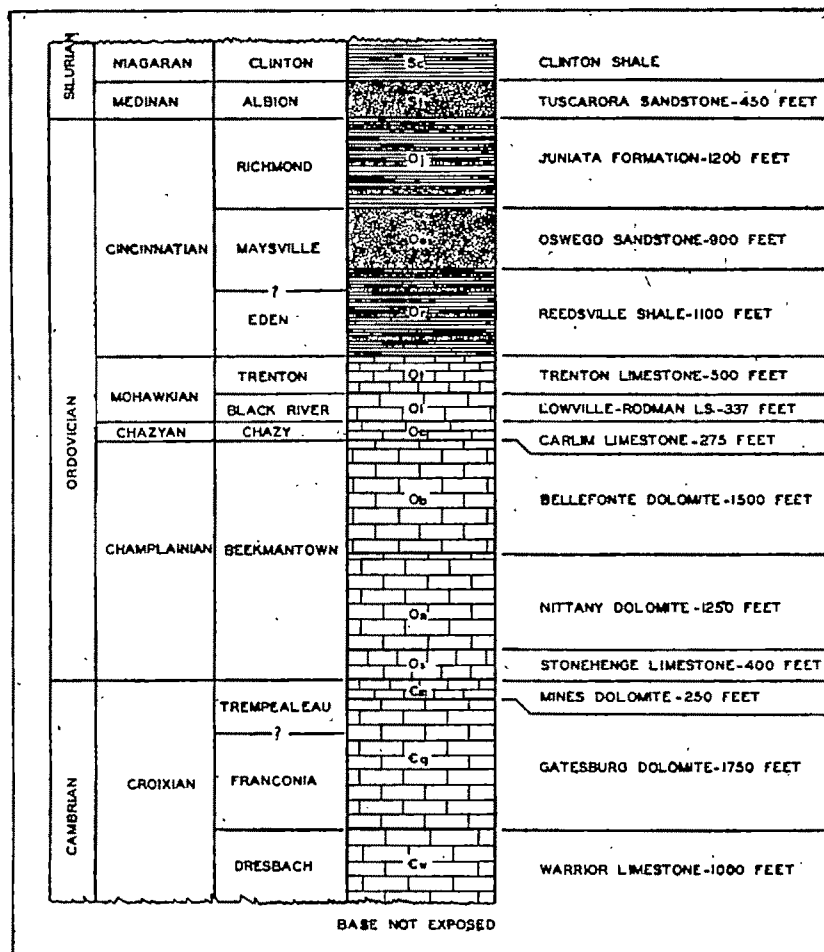 SILURIAN
NIAGARAN CLINTON Sc CLINTON SHALE
MEDINAN ALBION TUSCARORA SANDSTONE-450 FEET
ORDOVICIAN
CINCINNATIAN
RICHMOND Oj JUNIATA FORMATION-1200 FEET
MAYSVILLE OSWEGO SANDSTONE-900 FEET
?
EDEN Or REEDSVILLE SHALE-1100 FEET
MOHAWKIAN
TRENTON Ot TRENTON LIMESTONE-500 FEET
BLACK RIVER Ol LOWVILLE-RODMAN LS.-337 FEET
CHAZYAN CHAZY Oc CARLIM LIMESTONE-275 FEET
CHAMPLAINIAN BEEKMANTOWN
Ob BELLEFONTE DOLOMITE-1500 FEET
On NITTANY DOLOMITE-1250 FEET
Os STONEHENGE LIMESTONE-400 FEET
CAMBRIAN
CROIXIAN
Cm MINES DOLOMITE-250 FEET
TREMPEALEAU
?
FRANCONIA Cg GATESBURG DOLOMITE-1750 FEET
DRESBACH Cw WARRIOR LIMESTONE-1000 FEET
BASE NOT EXPOSED